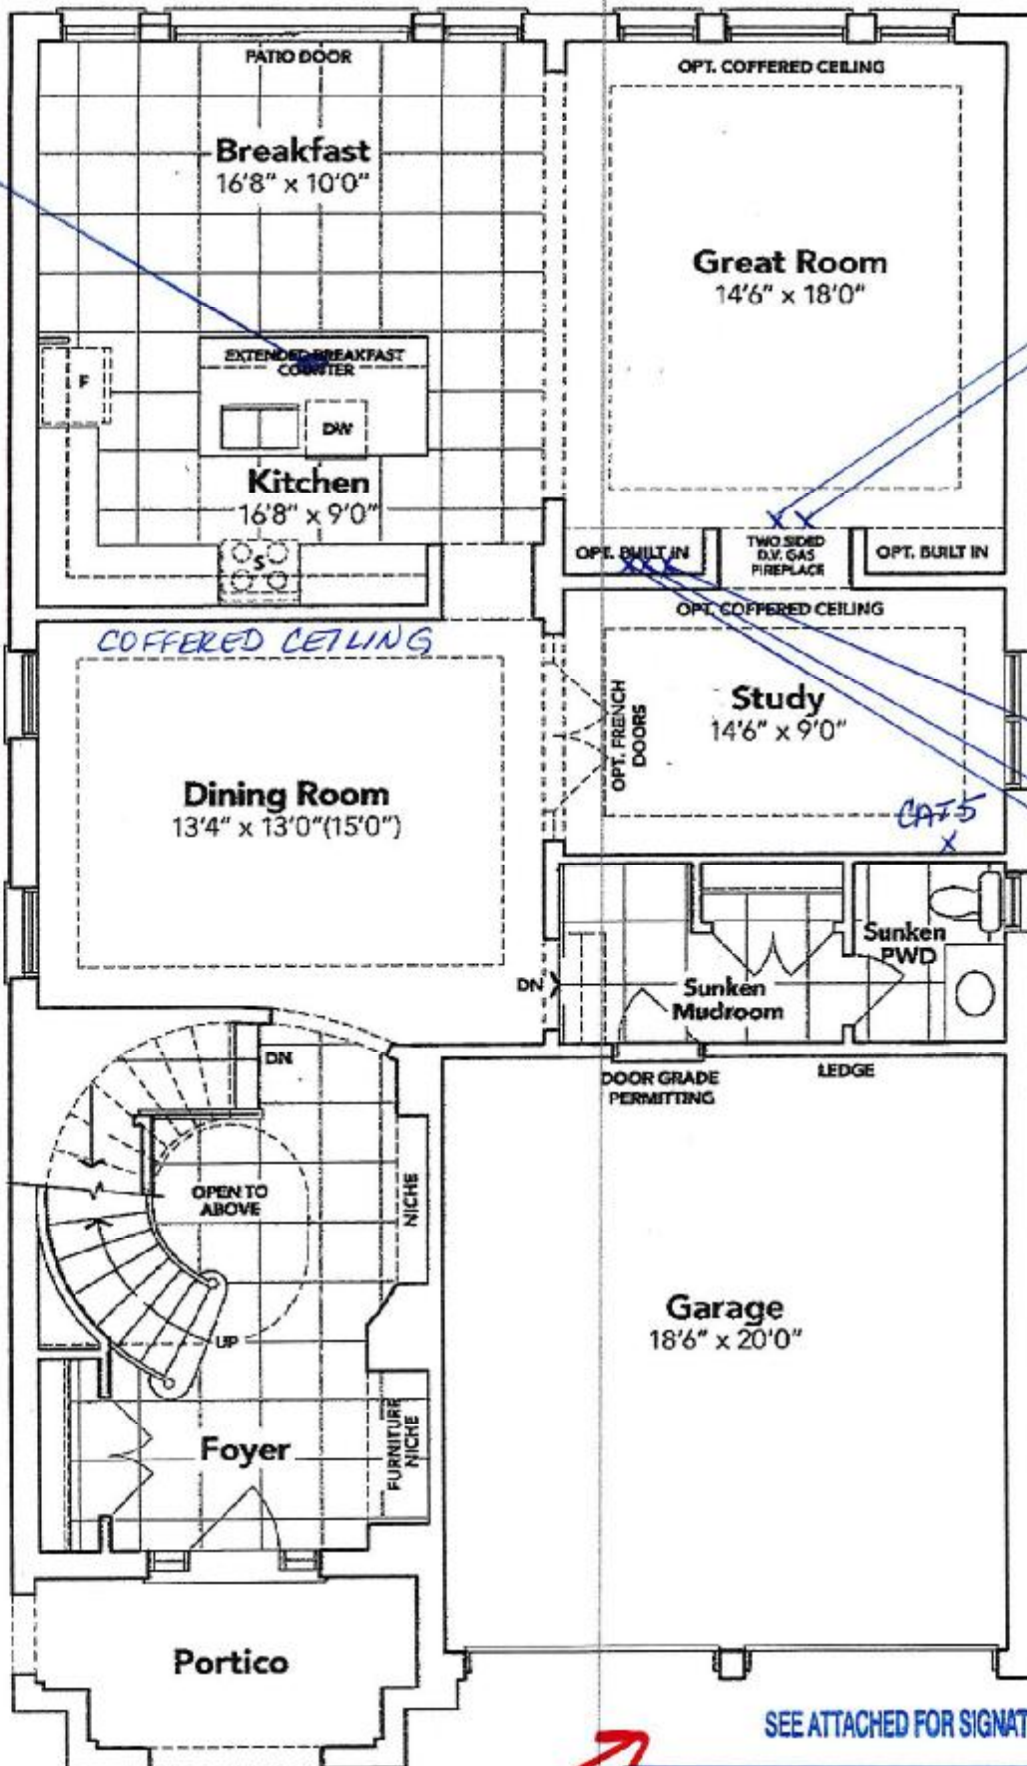 PATIO DOOR
OPT. COFFERED CEILING
Breakfast
16'8" x 10'0"
Great Room
14'6" x 18'0"
EXTENDED BREAKFAST
COUNTER
F
DW
Kitchen
16'8" x 9'0"
S
OPT. BUILT IN
TWO SIDED
D.V. GAS
FIREPLACE
OPT. BUILT IN
OPT. COFFERED CEILING
COFFERED CEILING
Study
14'6" x 9'0"
OPT. FRENCH
DOORS
Dining Room
13'4" x 13'0"(15'0")
CAT5
X
Sunken
PWD
DN
Sunken
Mudroom
DN
DOOR GRADE
PERMITTING
LEDGE
OPEN TO
ABOVE
NICHE
Garage
18'6" x 20'0"
UP
FURNITURE
NICHE
Foyer
Portico
SEE ATTACHED FOR SIGNAT